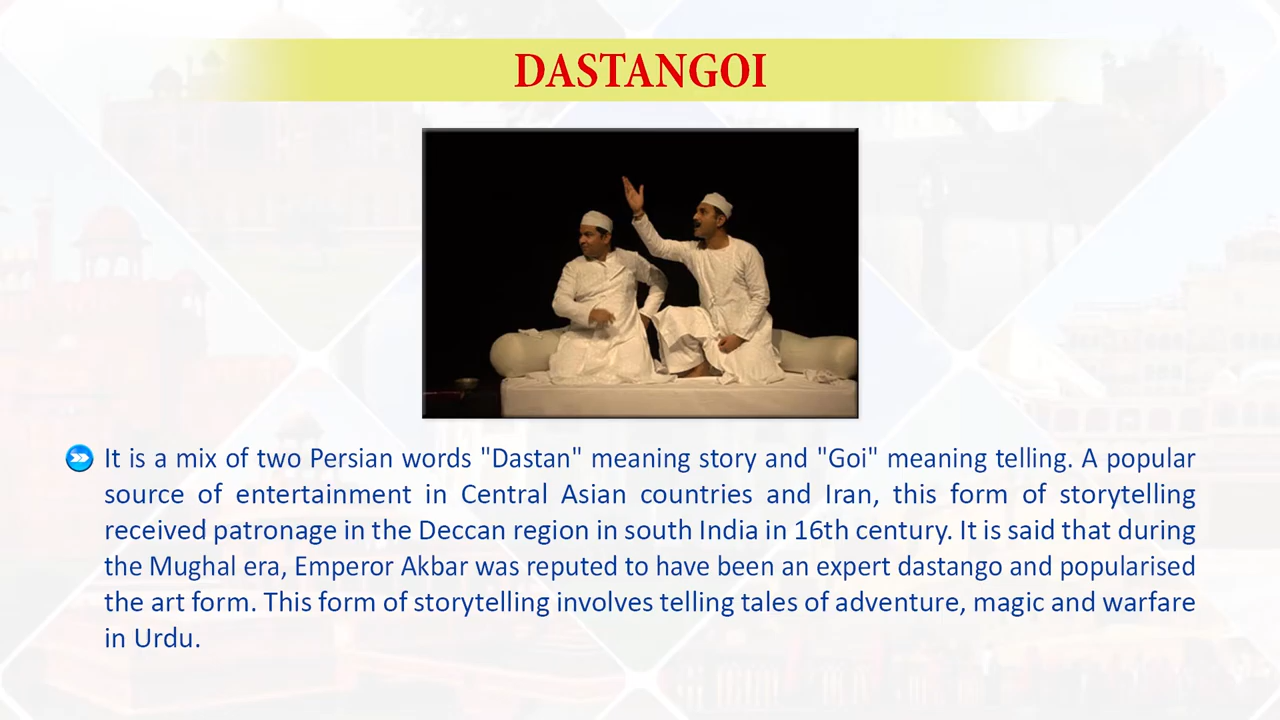 DASTANGOI
It is a mix of two Persian words "Dastan" meaning story and "Goi" meaning telling. A popular
source of entertainment in Central Asian countries and Iran, this form of storytelling
received patronage in the Deccan region in south India in 16th century. It is said that during
the Mughal era, Emperor Akbar was reputed to have been an expert dastango and popularised
the art form. This form of storytelling involves telling tales of adventure, magic and warfare
in Urdu.